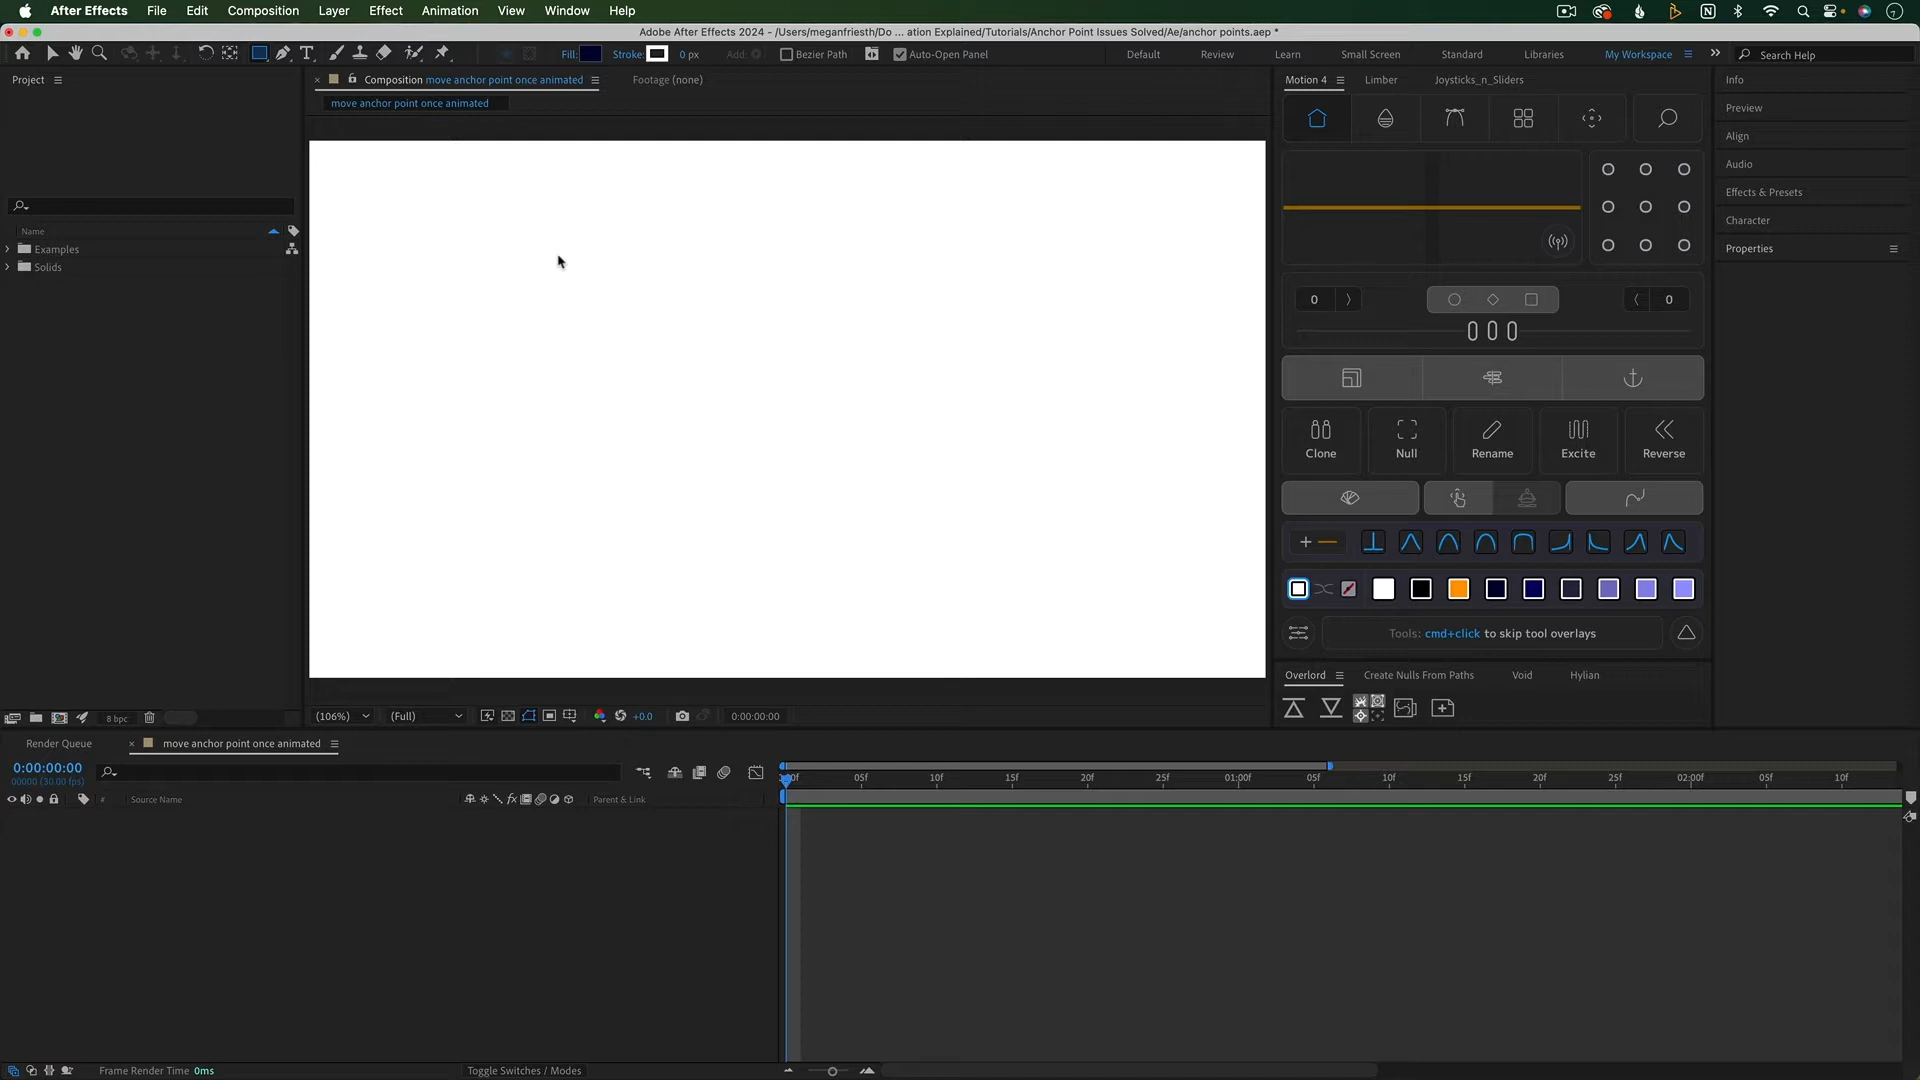 After Effects File Edit Composition Layer Effect Animation View Window Help
Adobe After Effects 2024 - /Users/meganfriesth/Do ... ation Explained/Tutorials/Anchor Point Issues Solved/Ae/anchor points.aep *
Fill: Stroke: 0 px Add: Bezier Path Auto-Open Panel Default Review Learn Small Screen Standard Libraries My Workspace Search Help
Project
Composition move anchor point once animated Footage (none)
Motion 4 Limber Joysticks_n_Sliders
Info
move anchor point once animated
Preview
Align
Audio
Effects & Presets
Character
Properties
Name
Examples
Solids
0 0
Clone Null Rename Excite Reverse
Tools: cmd+click to skip tool overlays
Overlord Create Nulls From Paths Void Hylian
8 bpc
(106%) (Full) +0.0 0:00:00:00
Render Queue move anchor point once animated
0:00:00:00
00000 (30.00 fps)
05f 10f 15f 20f 25f 01:00f 05f 10f 15f 20f 25f 02:00f 05f 10f
# Source Name Parent & Link
Frame Render Time 0ms Toggle Switches / Modes